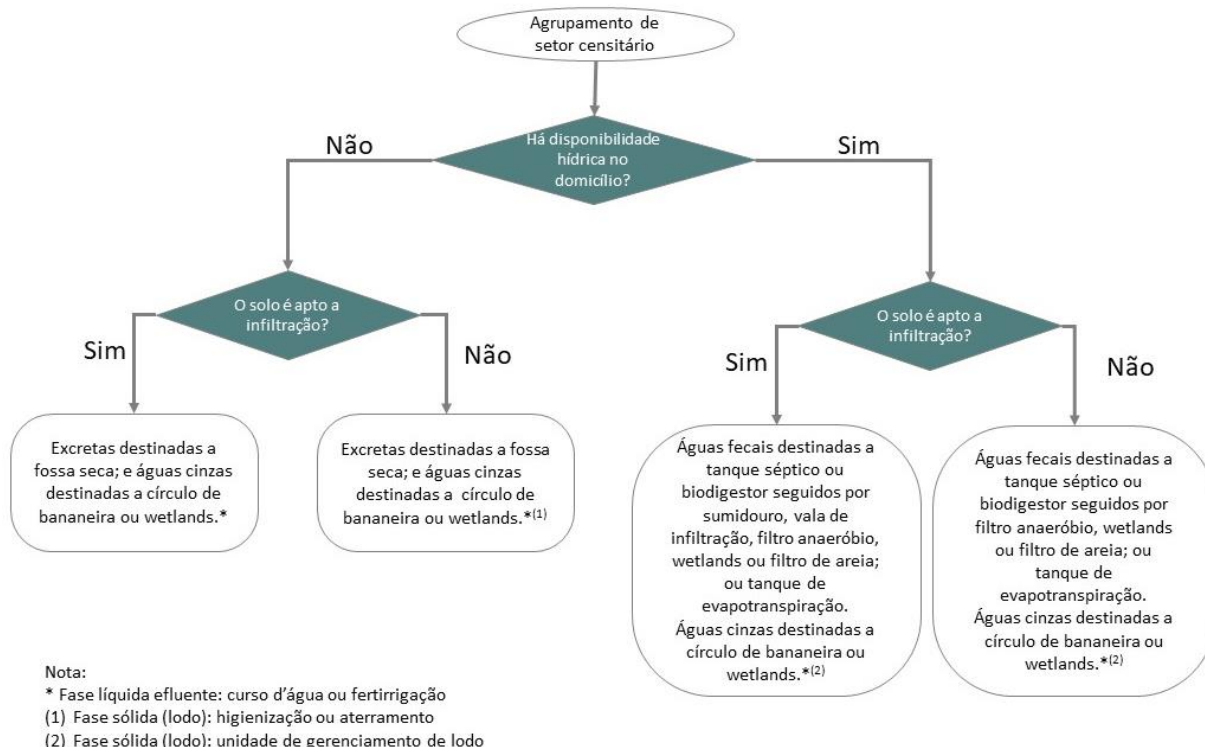 Agrupamento de
setor censitário
Não
Há disponibilidade
hídrica no
domicílio?
Sim
O solo é apto a
infiltração?
Sim
Não
O solo é apto a
infiltração?
Sim
Não
Excretas destinadas a
fossa seca; e águas cinzas
destinadas a círculo de
bananeira ou wetlands.*
Excretas destinadas a fossa
seca; e águas cinzas
destinadas a círculo de
bananeira ou wetlands.*(1)
Águas fecais destinadas a
tanque séptico ou
biodigestor seguidos por
sumidouro, vala de
infiltração, filtro anaeróbio,
wetlands ou filtro de areia;
ou tanque de
evapotranspiração.
Águas cinzas destinadas a
círculo de bananeira ou
wetlands.*(2)
Águas fecais destinadas a
tanque séptico ou
biodigestor seguidos por
filtro anaeróbio, wetlands
ou filtro de areia; ou
tanque de
evapotranspiração.
Águas cinzas destinadas a
círculo de bananeira ou
wetlands.*(2)
Nota:
* Fase líquida efluente: curso d’água ou fertirrigação
(1) Fase sólida (lodo): higienização ou aterramento
(2) Fase sólida (lodo): unidade de gerenciamento de lodo